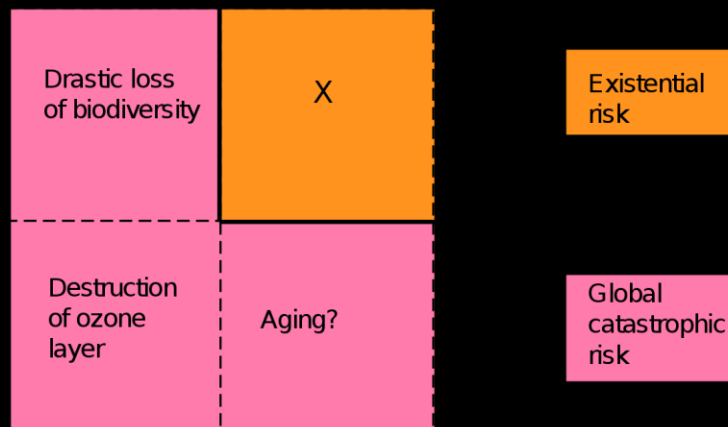 Drastic loss
of biodiversity
X
Existential
risk
Destruction
of ozone
layer
Aging?
Global
catastrophic
risk